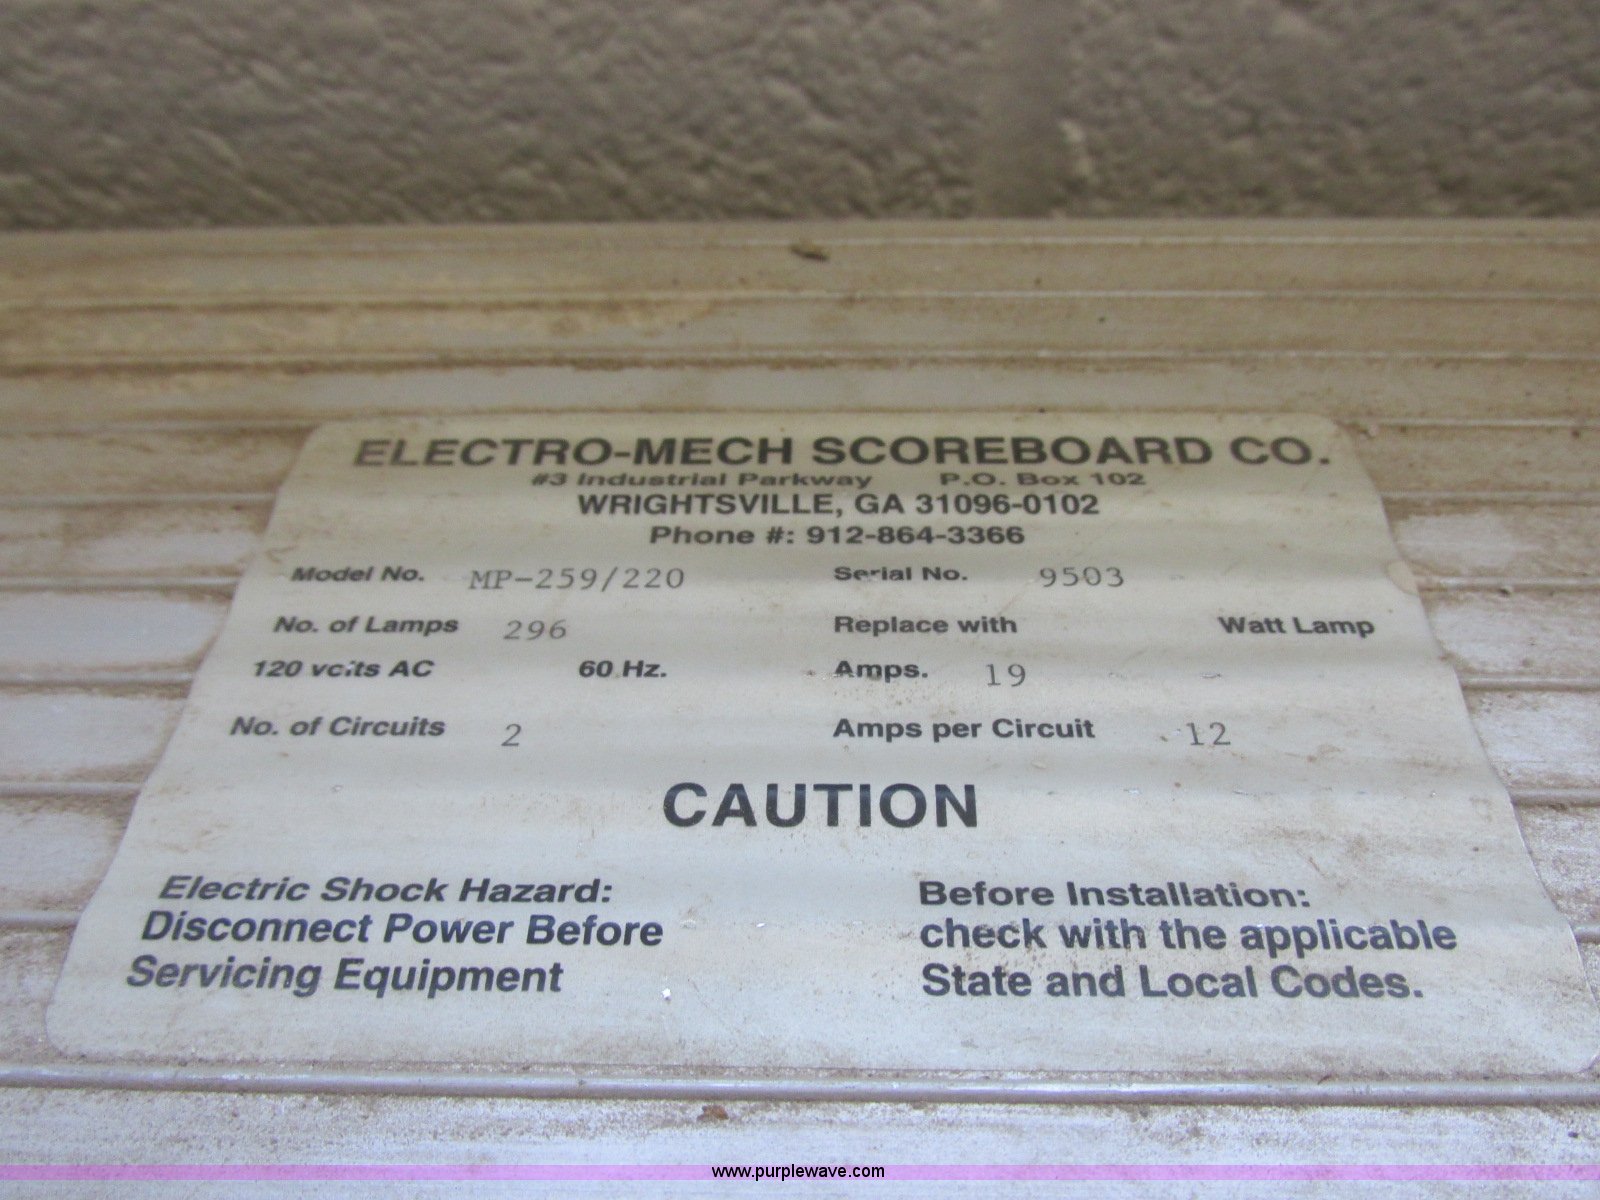 ELECTRO-MECH SCOREBOARD CO.
#3 Industrial Parkway P.O. Box 102
WRIGHTSVILLE, GA 31096-0102
Phone #: 912-864-3366
Model No. MP-259/220 Serial No. 9503
No. of Lamps 296 Replace with Watt Lamp
120 volts AC 60 Hz. Amps. 19
No. of Circuits 2 Amps per Circuit 12
CAUTION
Electric Shock Hazard:
Disconnect Power Before
Servicing Equipment
Before Installation:
check with the applicable
State and Local Codes.
www.purplewave.com